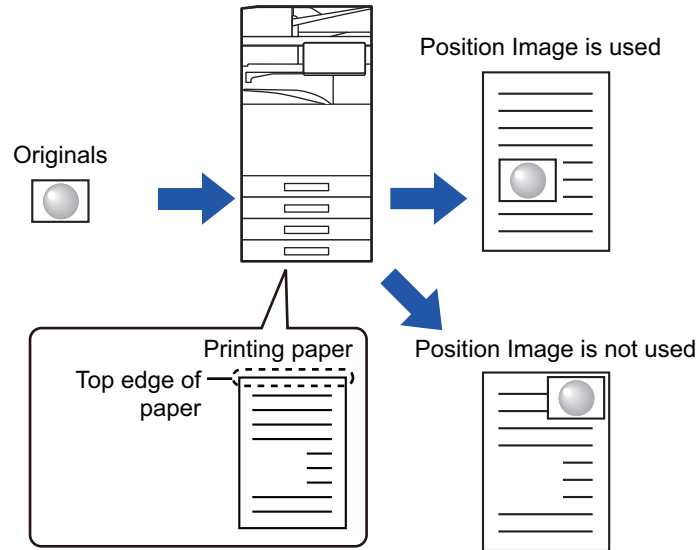 Position Image is used
Originals
Printing paper
Top edge of
paper
Position Image is not used